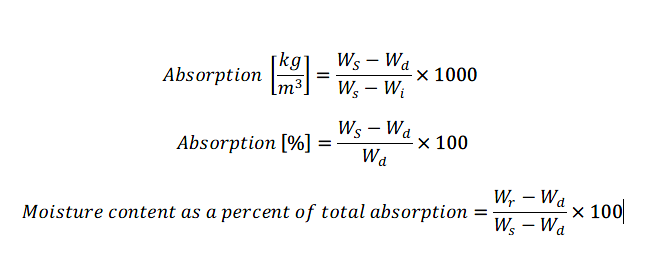 Absorption [kg/m³] = (W_S − W_d)/(W_s − W_i) × 1000
Absorption [%] = (W_S − W_d)/W_d × 100
Moisture content as a percent of total absorption = (W_r − W_d)/(W_s − W_d) × 100